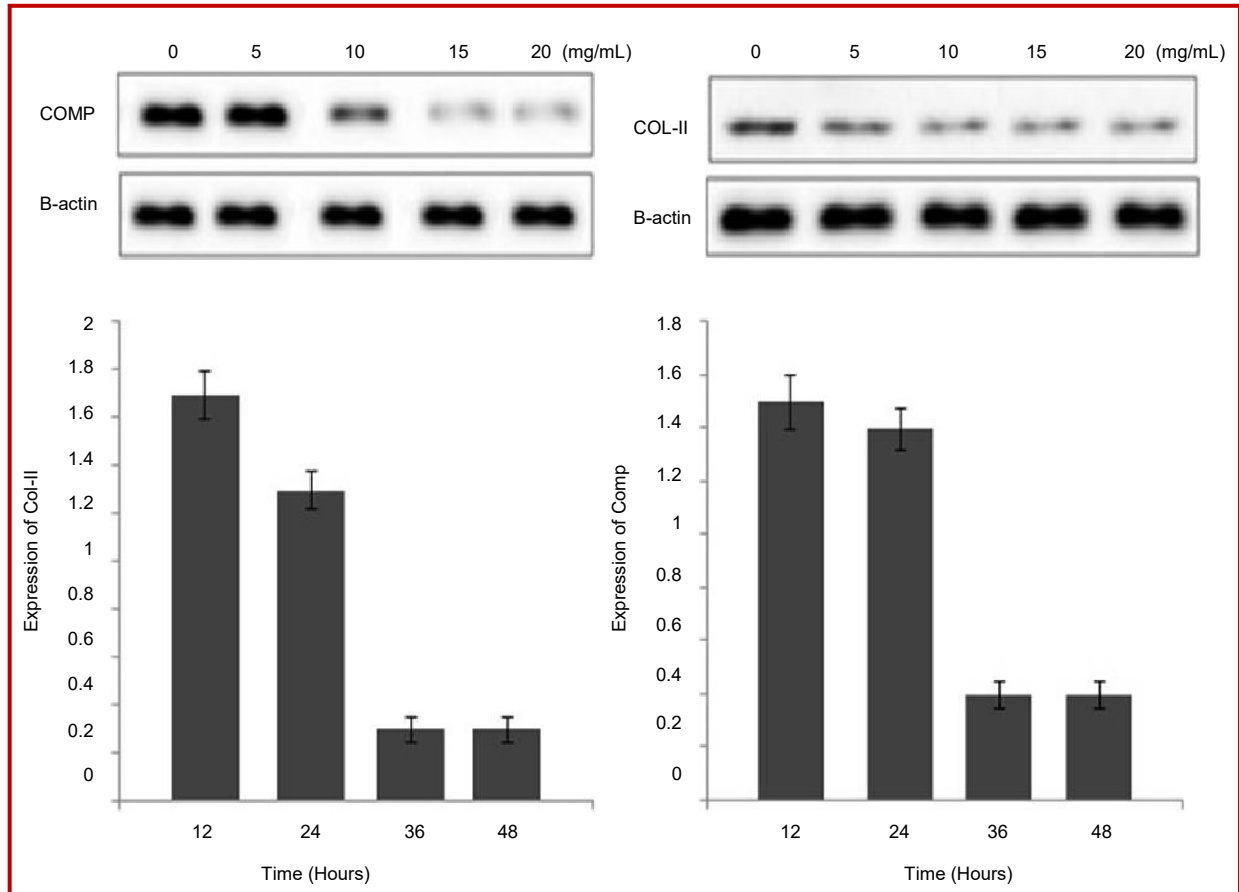 0 5 10 15 20 (mg/mL)
COMP
B-actin
0 5 10 15 20 (mg/mL)
COL-II
B-actin
2
1.8
1.6
1.4
1.2
1
0.8
0.6
0.4
0.2
0
Expression of Col-II
12 24 36 48
Time (Hours)
1.8
1.6
1.4
1.2
1
0.8
0.6
0.4
0.2
0
Expression of Comp
12 24 36 48
Time (Hours)